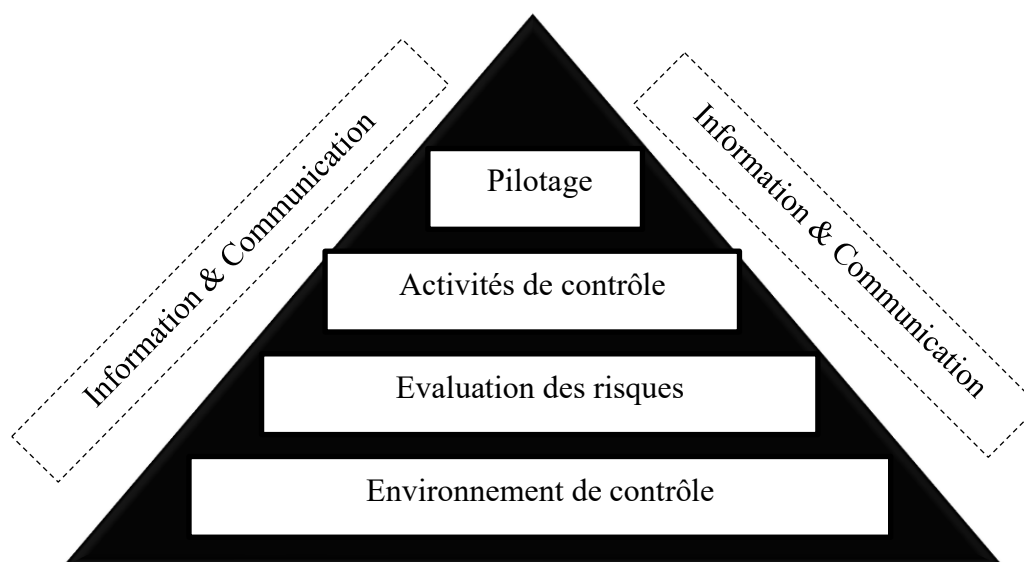 Information & Communication
Information & Communication
Pilotage
Activités de contrôle
Evaluation des risques
Environnement de contrôle